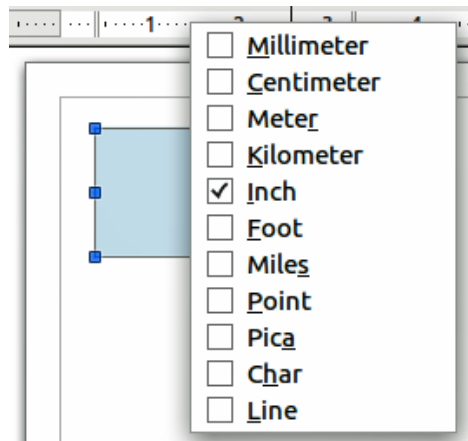 1 2 3 4
Millimeter
Centimeter
Meter
Kilometer
Inch
Foot
Miles
Point
Pica
Char
Line